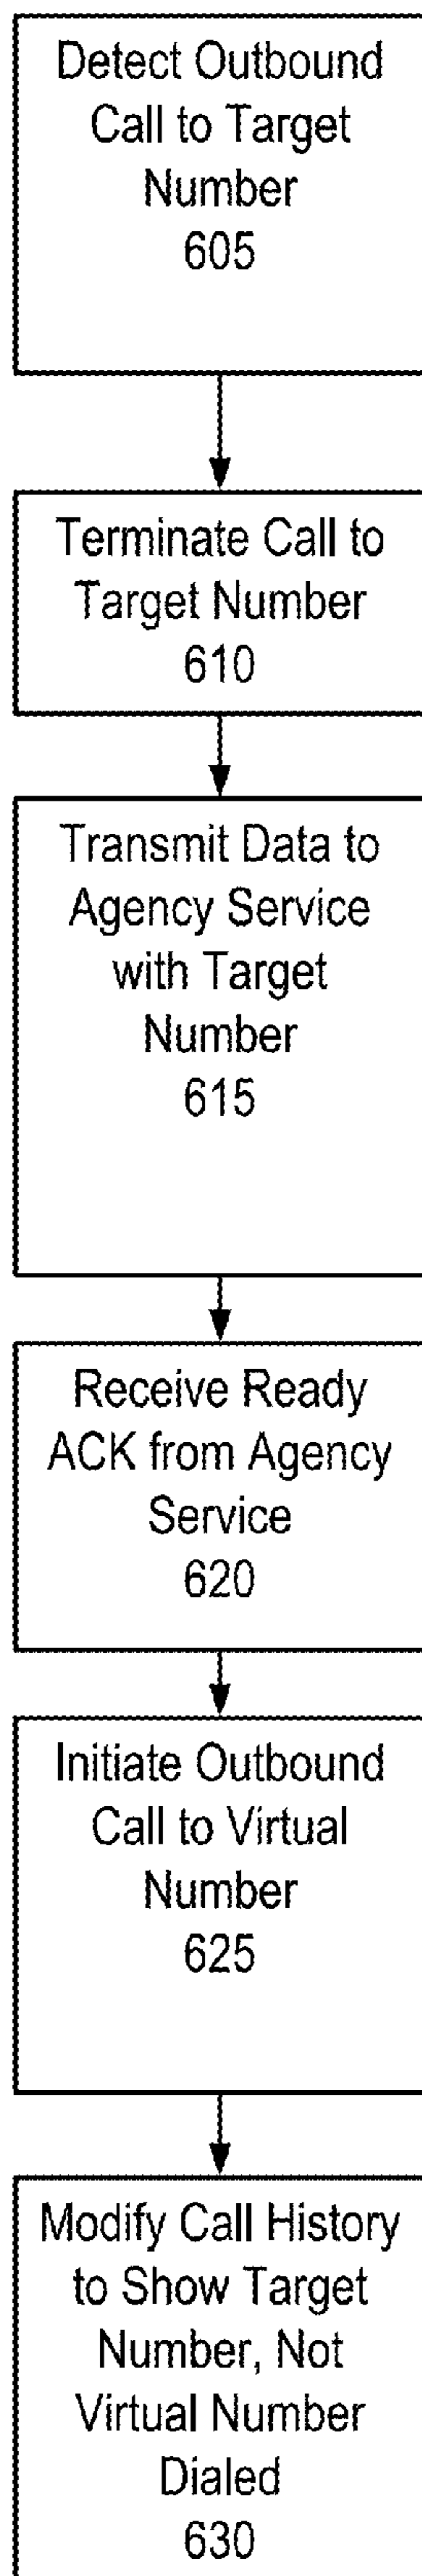 Detect Outbound
Call to Target
Number
605
Terminate Call to
Target Number
610
Transmit Data to
Agency Service
with Target
Number
615
Receive Ready
ACK from Agency
Service
620
Initiate Outbound
Call to Virtual
Number
625
Modify Call History
to Show Target
Number, Not
Virtual Number
Dialed
630